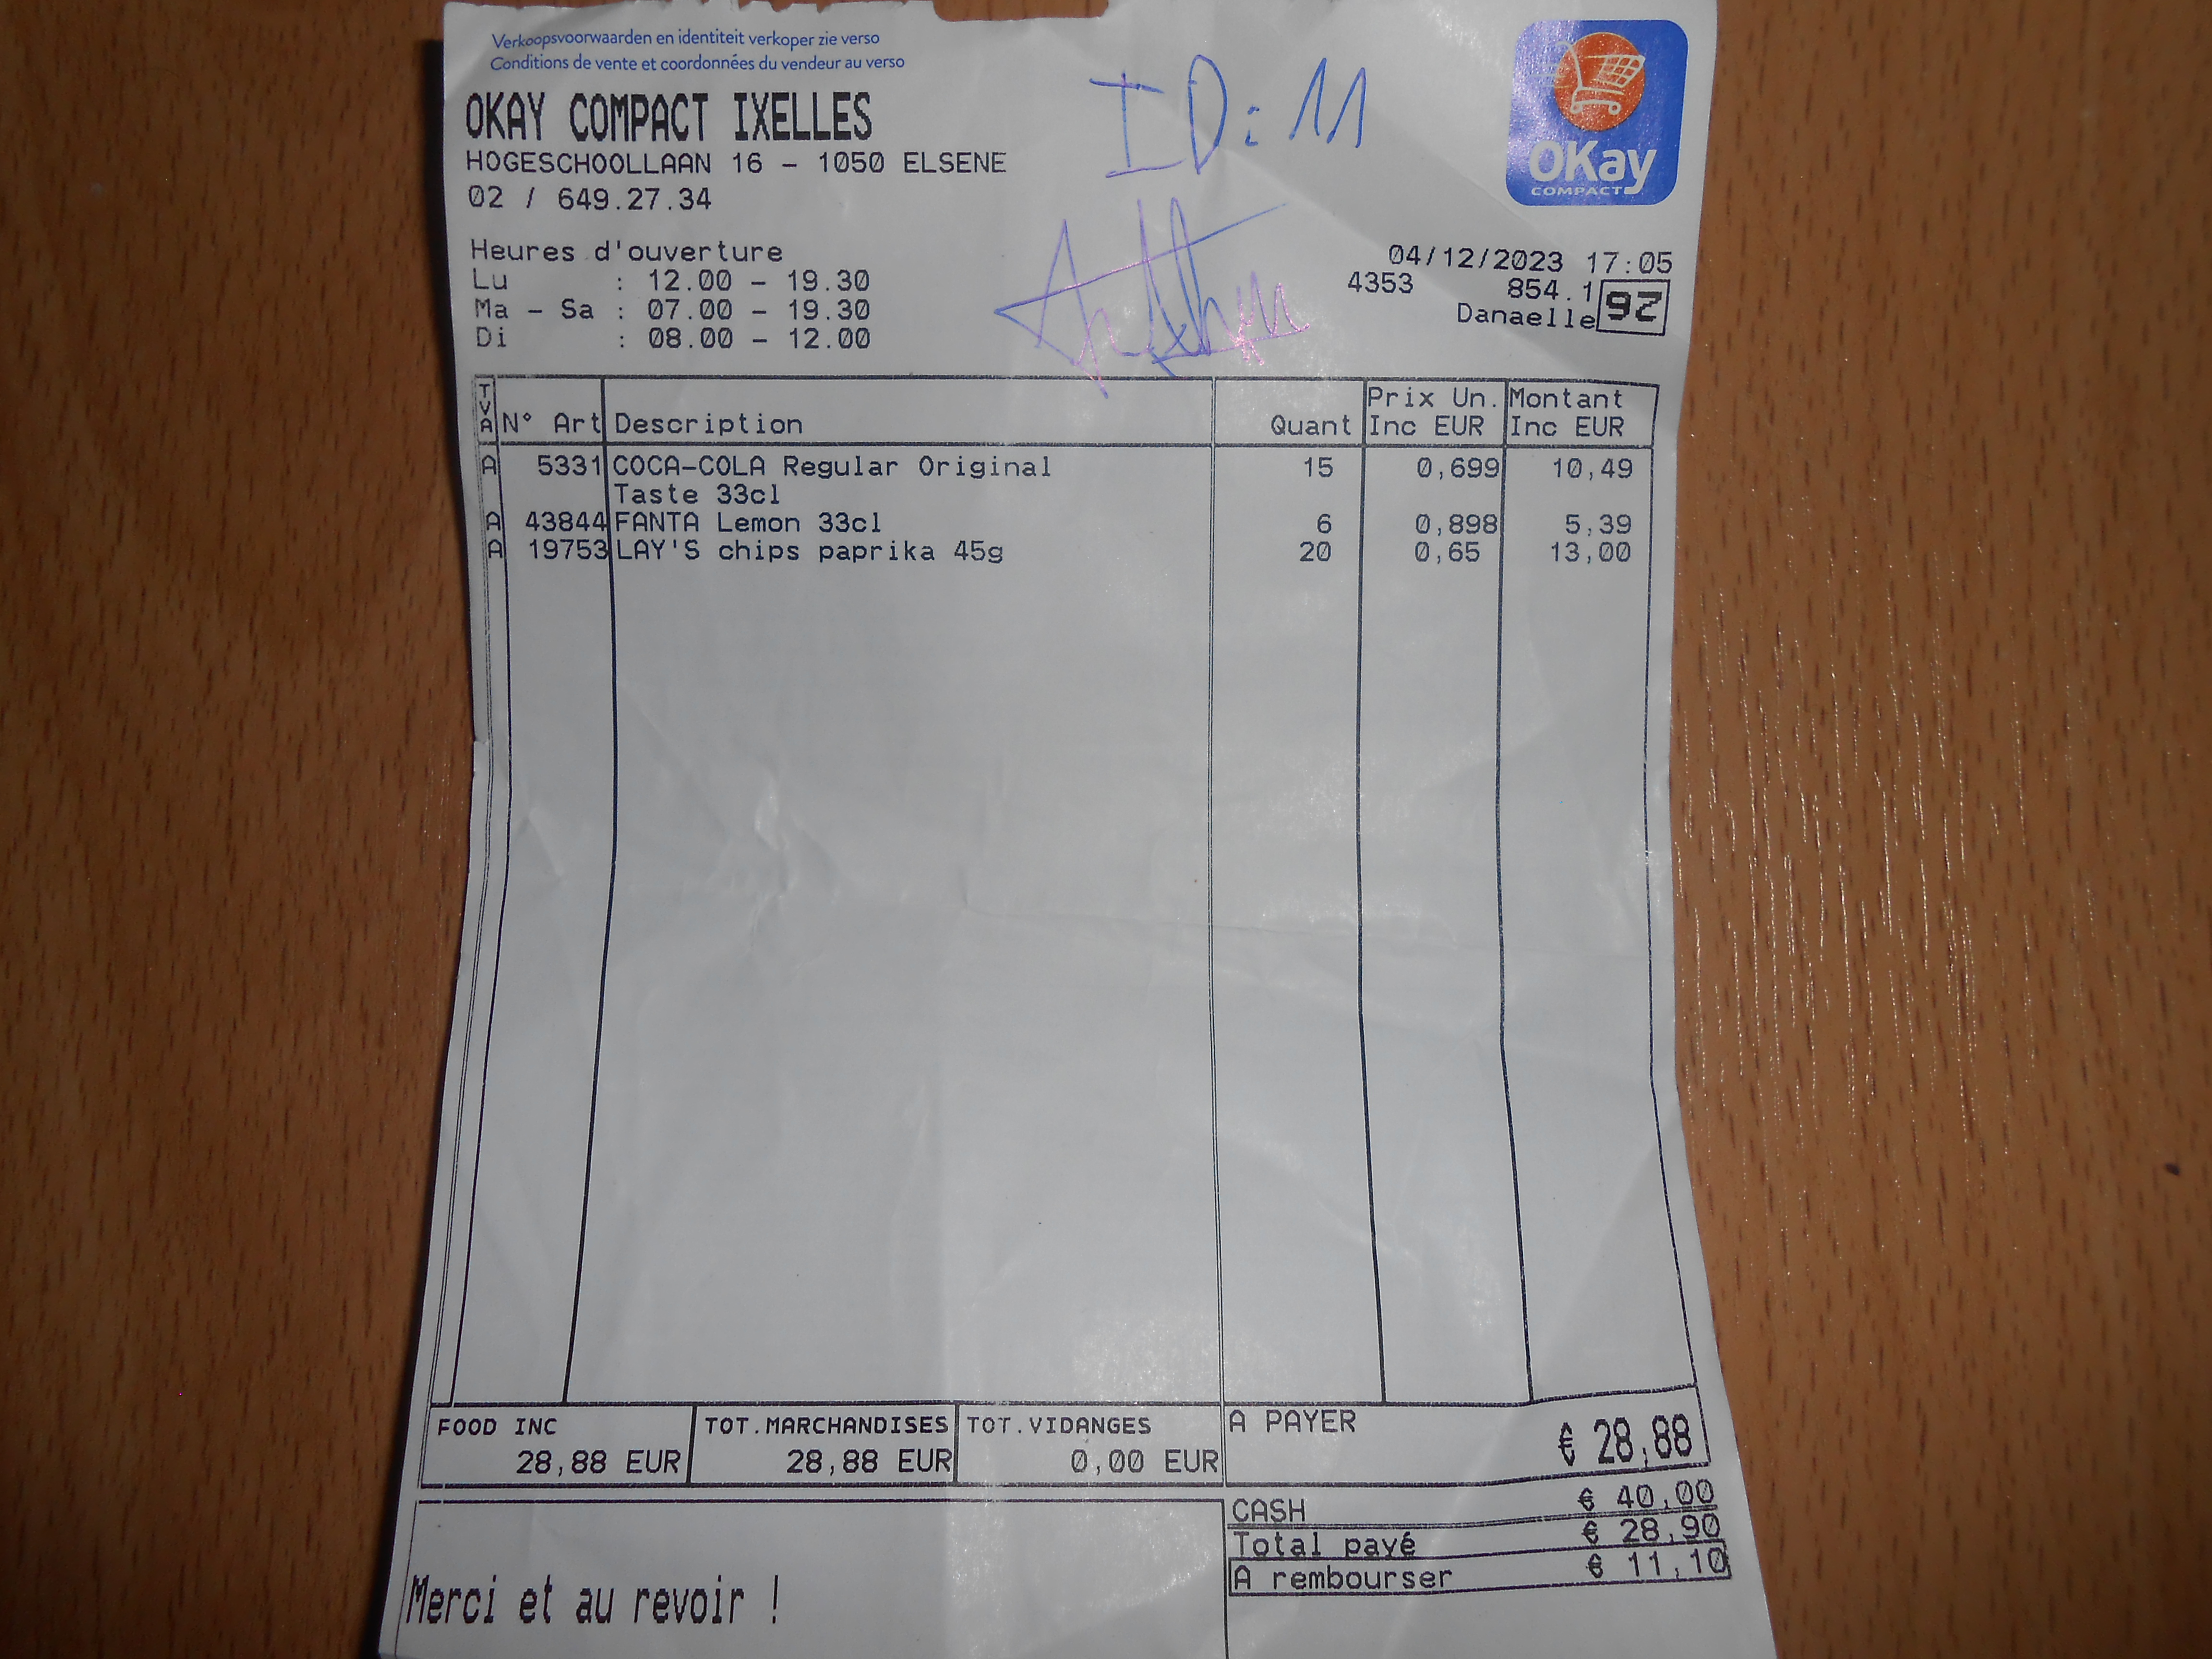 Verkoopsvoorwaarden en identiteit verkoper zie verso
Conditions de vente et coordonnées du vendeur au verso
OKAY COMPACT IXELLES
HOGESCHOOLLAAN 16 - 1050 ELSENE
02 / 649.27.34
ID: 11
OKay
COMPACT
Heures d'ouverture
Lu : 12.00 - 19.30
Ma - Sa : 07.00 - 19.30
Di : 08.00 - 12.00
04/12/2023 17:05
4353 854.1
Danaelle
TVA N° Art Description Quant Prix Un. Inc EUR Montant Inc EUR
A 5331 COCA-COLA Regular Original 15 0,699 10,49
Taste 33cl
A 43844 FANTA Lemon 33cl 6 0,898 5,39
A 19753 LAY'S chips paprika 45g 20 0,65 13,00
FOOD INC TOT.MARCHANDISES TOT.VIDANGES A PAYER
28,88 EUR 28,88 EUR 0,00 EUR € 28,88
CASH € 40,00
Total payé € 28,90
A rembourser € 11,10
Merci et au revoir !